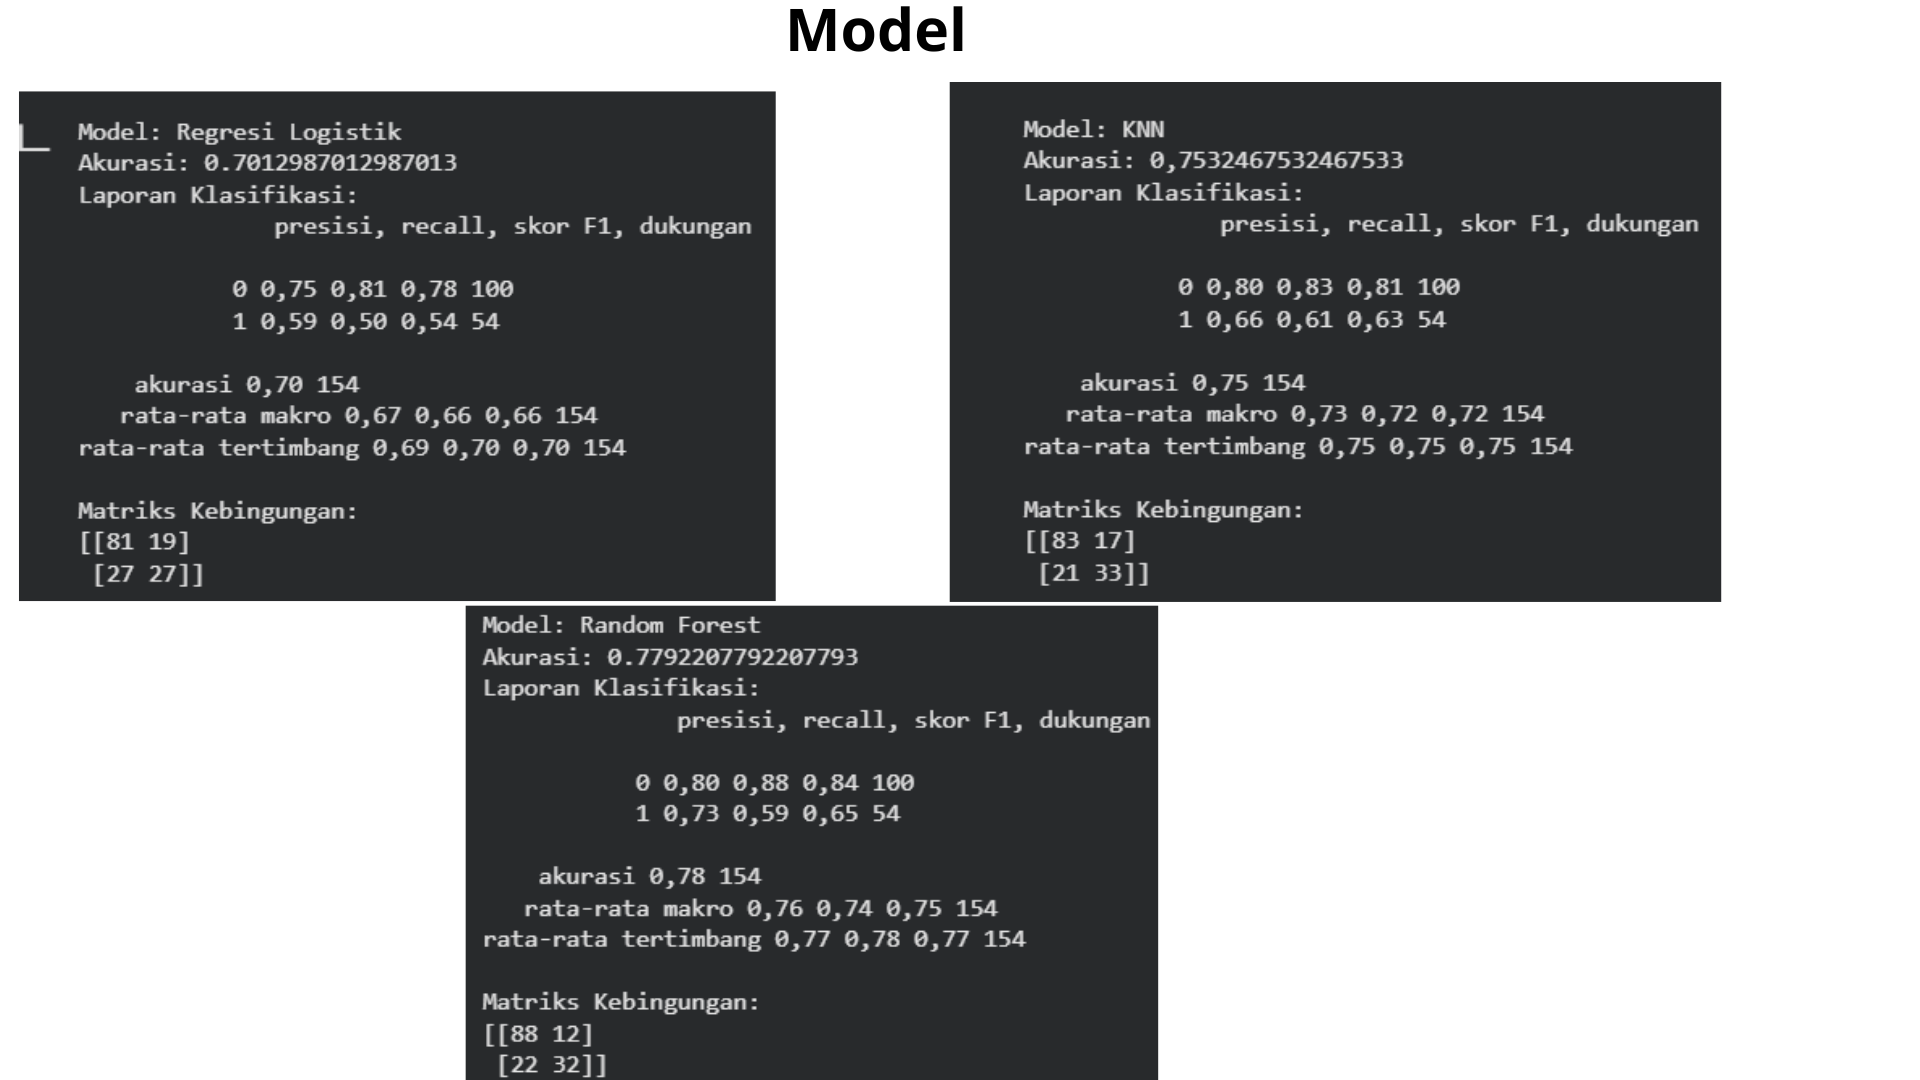 Model
Model: Regresi Logistik
Akurasi: 0.7012987012987013
Laporan Klasifikasi:
presisi, recall, skor F1, dukungan
0 0,75 0,81 0,78 100
1 0,59 0,50 0,54 54
akurasi 0,70 154
rata-rata makro 0,67 0,66 0,66 154
rata-rata tertimbang 0,69 0,70 0,70 154
Matriks Kebingungan:
[[81 19]
[27 27]]
Model: KNN
Akurasi: 0,7532467532467533
Laporan Klasifikasi:
presisi, recall, skor F1, dukungan
0 0,80 0,83 0,81 100
1 0,66 0,61 0,63 54
akurasi 0,75 154
rata-rata makro 0,73 0,72 0,72 154
rata-rata tertimbang 0,75 0,75 0,75 154
Matriks Kebingungan:
[[83 17]
[21 33]]
Model: Random Forest
Akurasi: 0.7792207792207793
Laporan Klasifikasi:
presisi, recall, skor F1, dukungan
0 0,80 0,88 0,84 100
1 0,73 0,59 0,65 54
akurasi 0,78 154
rata-rata makro 0,76 0,74 0,75 154
rata-rata tertimbang 0,77 0,78 0,77 154
Matriks Kebingungan:
[[88 12]
[22 32]]